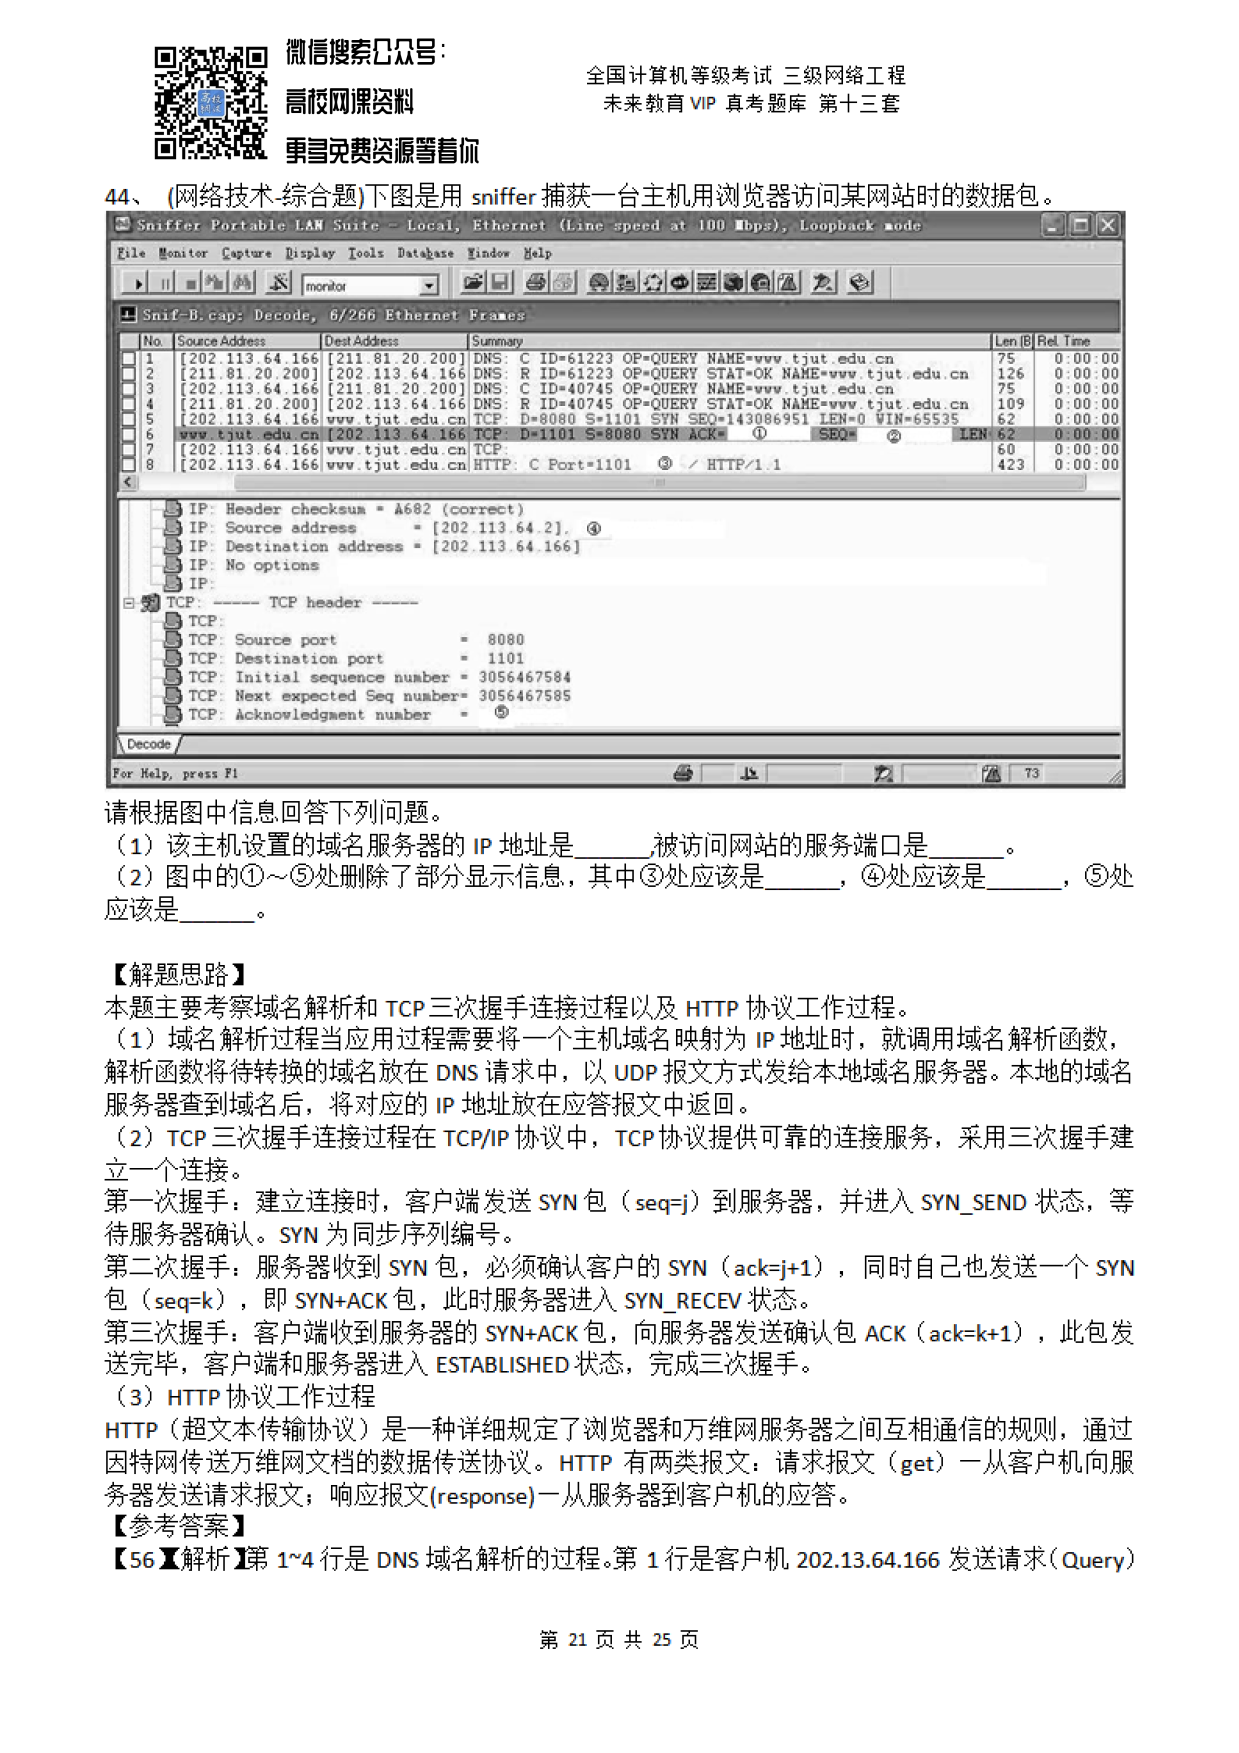 微信搜索公众号：
高校网课资料
更多免费资源等着你
全国计算机等级考试 三级网络工程
未来教育 VIP 真考题库 第十三套
44、 (网络技术-综合题)下图是用 sniffer 捕获一台主机用浏览器访问某网站时的数据包。
Sniffer Portable LAN Suite - Local, Ethernet (Line speed at 100 Mbps), Loopback mode
File Monitor Capture Display Tools Database Window Help
monitor
Snif-B.cap: Decode, 6/266 Ethernet Frames
No. Source Address Dest Address Summary Len (B Rel. Time
1 [202.113.64.166 [211.81.20.200] DNS: C ID=61223 OP=QUERY NAME=www.tjut.edu.cn 75 0:00:00
2 [211.81.20.200] [202.113.64.166 DNS: R ID=61223 OP=QUERY STAT=OK NAME=www.tjut.edu.cn 126 0:00:00
3 [202.113.64.166 [211.81.20.200] DNS: C ID=40745 OP=QUERY NAME=www.tjut.edu.cn 75 0:00:00
4 [211.81.20.200] [202.113.64.166 DNS: R ID=40745 OP=QUERY STAT=OK NAME=www.tjut.edu.cn 109 0:00:00
5 [202.113.64.166 www.tjut.edu.cn TCP: D=8080 S=1101 SYN SEQ=143086951 LEN=0 WIN=65535 62 0:00:00
6 www.tjut.edu.cn [202.113.64.166 TCP: D=1101 S=8080 SYN ACK= ① SEQ= ② LEN 62 0:00:00
7 [202.113.64.166 www.tjut.edu.cn TCP: 60 0:00:00
8 [202.113.64.166 www.tjut.edu.cn HTTP: C Port=1101 ③ / HTTP/1.1 423 0:00:00
IP: Header checksum = A682 (correct)
IP: Source address = [202.113.64.2], ④
IP: Destination address = [202.113.64.166]
IP: No options
IP:
TCP: ----- TCP header -----
TCP:
TCP: Source port = 8080
TCP: Destination port = 1101
TCP: Initial sequence number = 3056467584
TCP: Next expected Seq number= 3056467585
TCP: Acknowledgment number = ⑤
Decode
For Help, press F1 73
请根据图中信息回答下列问题。
（1）该主机设置的域名服务器的 IP 地址是______,被访问网站的服务端口是______。
（2）图中的①～⑤处删除了部分显示信息，其中③处应该是______，④处应该是______，⑤处
应该是______。
【解题思路】
本题主要考察域名解析和 TCP 三次握手连接过程以及 HTTP 协议工作过程。
（1）域名解析过程当应用过程需要将一个主机域名映射为 IP 地址时，就调用域名解析函数，
解析函数将待转换的域名放在 DNS 请求中，以 UDP 报文方式发给本地域名服务器。本地的域名
服务器查到域名后，将对应的 IP 地址放在应答报文中返回。
（2）TCP 三次握手连接过程在 TCP/IP 协议中，TCP 协议提供可靠的连接服务，采用三次握手建
立一个连接。
第一次握手：建立连接时，客户端发送 SYN 包（seq=j）到服务器，并进入 SYN_SEND 状态，等
待服务器确认。SYN 为同步序列编号。
第二次握手：服务器收到 SYN 包，必须确认客户的 SYN（ack=j+1），同时自己也发送一个 SYN
包（seq=k），即 SYN+ACK 包，此时服务器进入 SYN_RECEV 状态。
第三次握手：客户端收到服务器的 SYN+ACK 包，向服务器发送确认包 ACK（ack=k+1），此包发
送完毕，客户端和服务器进入 ESTABLISHED 状态，完成三次握手。
（3）HTTP 协议工作过程
HTTP（超文本传输协议）是一种详细规定了浏览器和万维网服务器之间互相通信的规则，通过
因特网传送万维网文档的数据传送协议。HTTP 有两类报文：请求报文（get）—从客户机向服
务器发送请求报文；响应报文(response)—从服务器到客户机的应答。
【参考答案】
【56】【解析】第 1~4 行是 DNS 域名解析的过程。第 1 行是客户机 202.13.64.166 发送请求（Query）
第 21 页 共 25 页